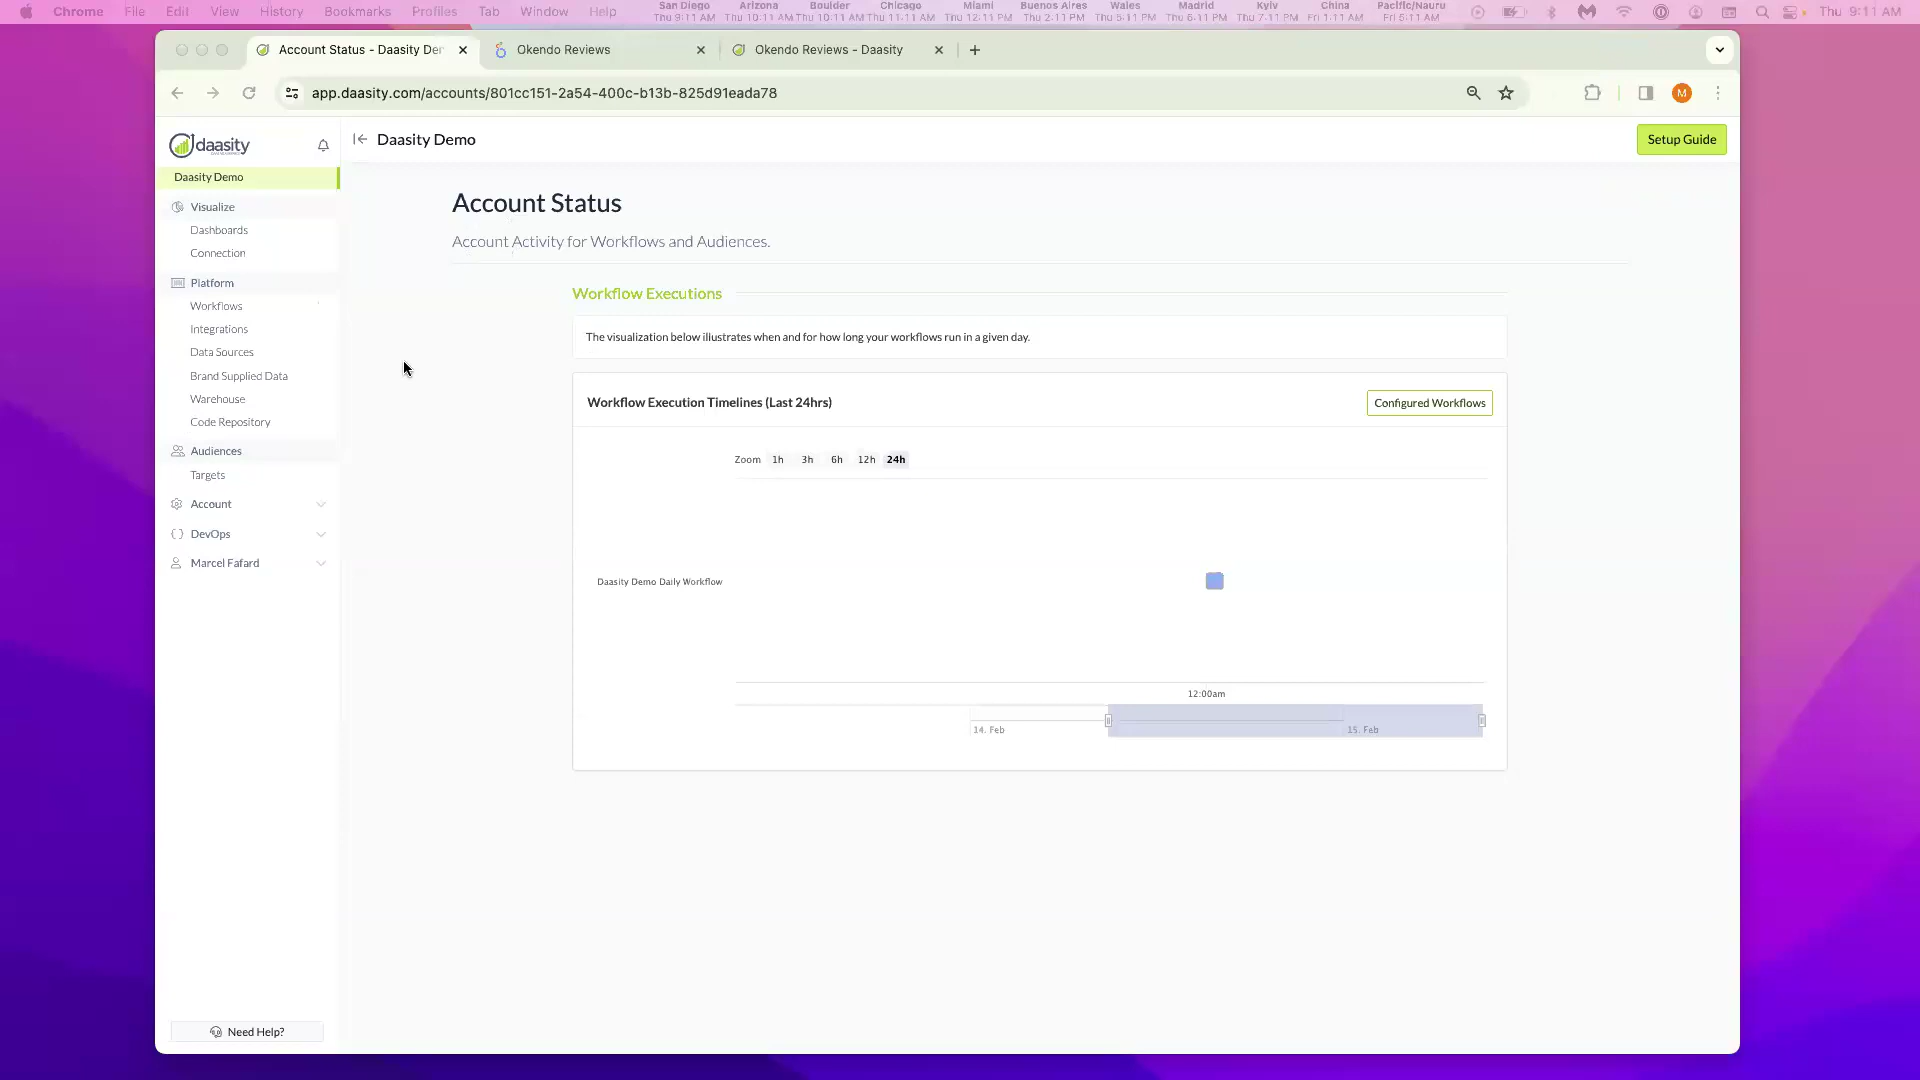 Chrome File Edit View History Bookmarks Profiles Tab Window Help
San Diego Arizona Boulder Chicago Miami Buenos Aires Wales Madrid Kyiv China Pacific/Nauru
Thu 9:11 AM Thu 10:11 AM Thu 10:11 AM Thu 11:11 AM Thu 12:11 PM Thu 2:11 PM Thu 5:11 PM Thu 6:11 PM Thu 7:11 PM Fri 1:11 AM Fri 5:11 AM
Thu 9:11 AM
Account Status - Daasity Der
Okendo Reviews
Okendo Reviews - Daasity
app.daasity.com/accounts/801cc151-2a54-400c-b13b-825d91eada78
M
daasity
Daasity Demo
Setup Guide
Daasity Demo
Visualize
Dashboards
Connection
Platform
Workflows
Integrations
Data Sources
Brand Supplied Data
Warehouse
Code Repository
Audiences
Targets
Account
DevOps
Marcel Fafard
Need Help?
Account Status
Account Activity for Workflows and Audiences.
Workflow Executions
The visualization below illustrates when and for how long your workflows run in a given day.
Workflow Execution Timelines (Last 24hrs)
Configured Workflows
Zoom 1h 3h 6h 12h 24h
Daasity Demo Daily Workflow
12:00am
14. Feb
15. Feb